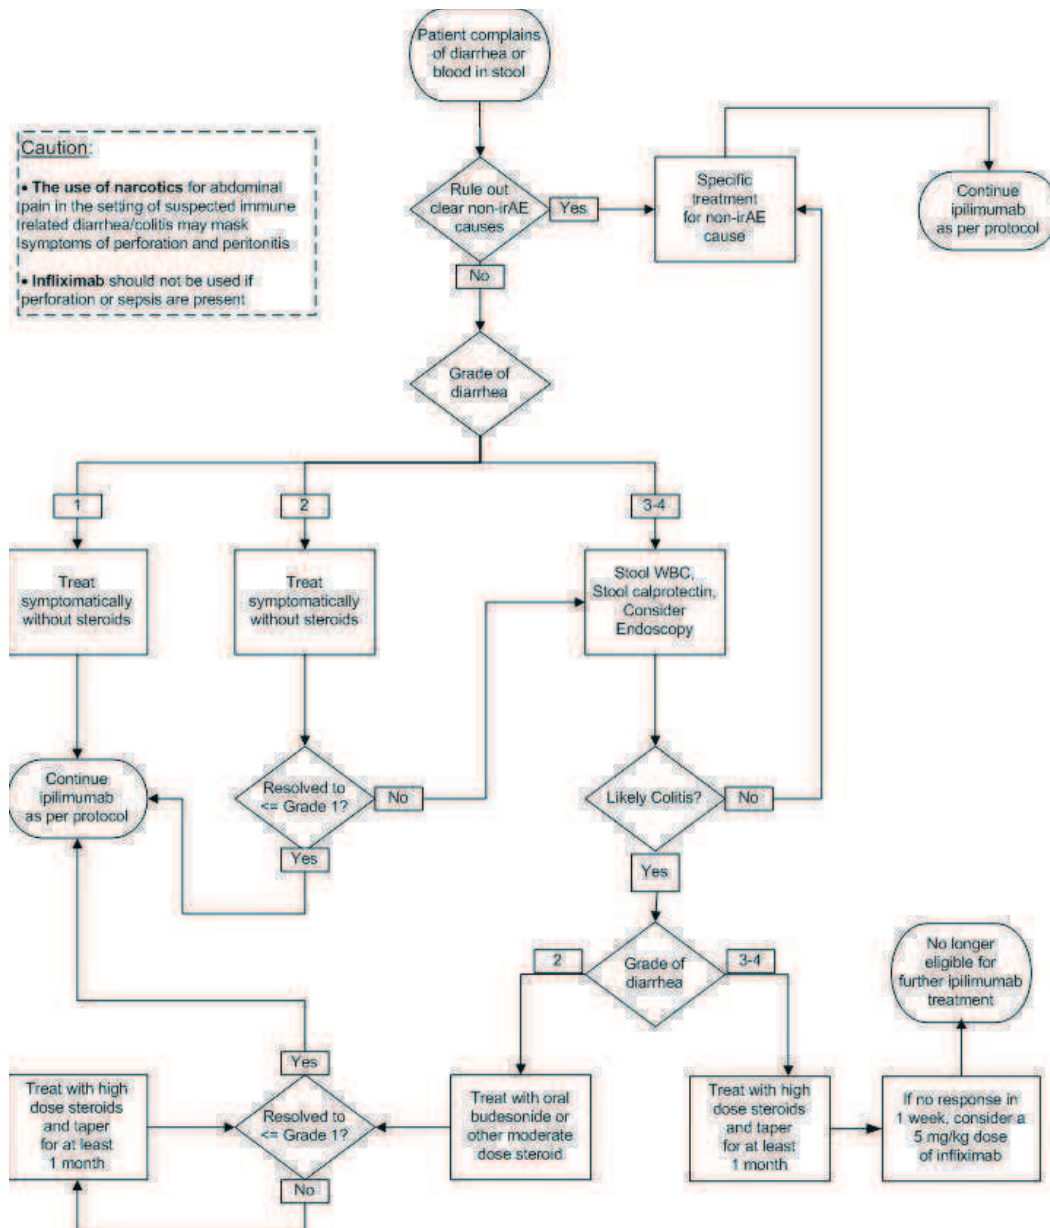 Patient complains
of diarrhea or
blood in stool
Caution:
• The use of narcotics for abdominal
pain in the setting of suspected immune
related diarrhea/colitis may mask
symptoms of perforation and peritonitis
• Infliximab should not be used if
perforation or sepsis are present
Rule out
clear non-irAE
causes
Yes
Specific
treatment
for non-irAE
cause
Continue
ipilimumab
as per protocol
No
Grade of
diarrhea
1
2
3-4
Treat
symptomatically
without steroids
Treat
symptomatically
without steroids
Stool WBC,
Stool calprotectin,
Consider
Endoscopy
Continue
ipilimumab
as per protocol
Resolved to
<= Grade 1?
No
Yes
Likely Colitis?
No
Yes
2
Grade of
diarrhea
3-4
No longer
eligible for
further ipilimumab
treatment
Yes
Treat with high
dose steroids
and taper
for at least
1 month
Resolved to
<= Grade 1?
No
Treat with oral
budesonide or
other moderate
dose steroid
Treat with high
dose steroids
and taper
for at least
1 month
If no response in
1 week, consider a
5 mg/kg dose
of infliximab